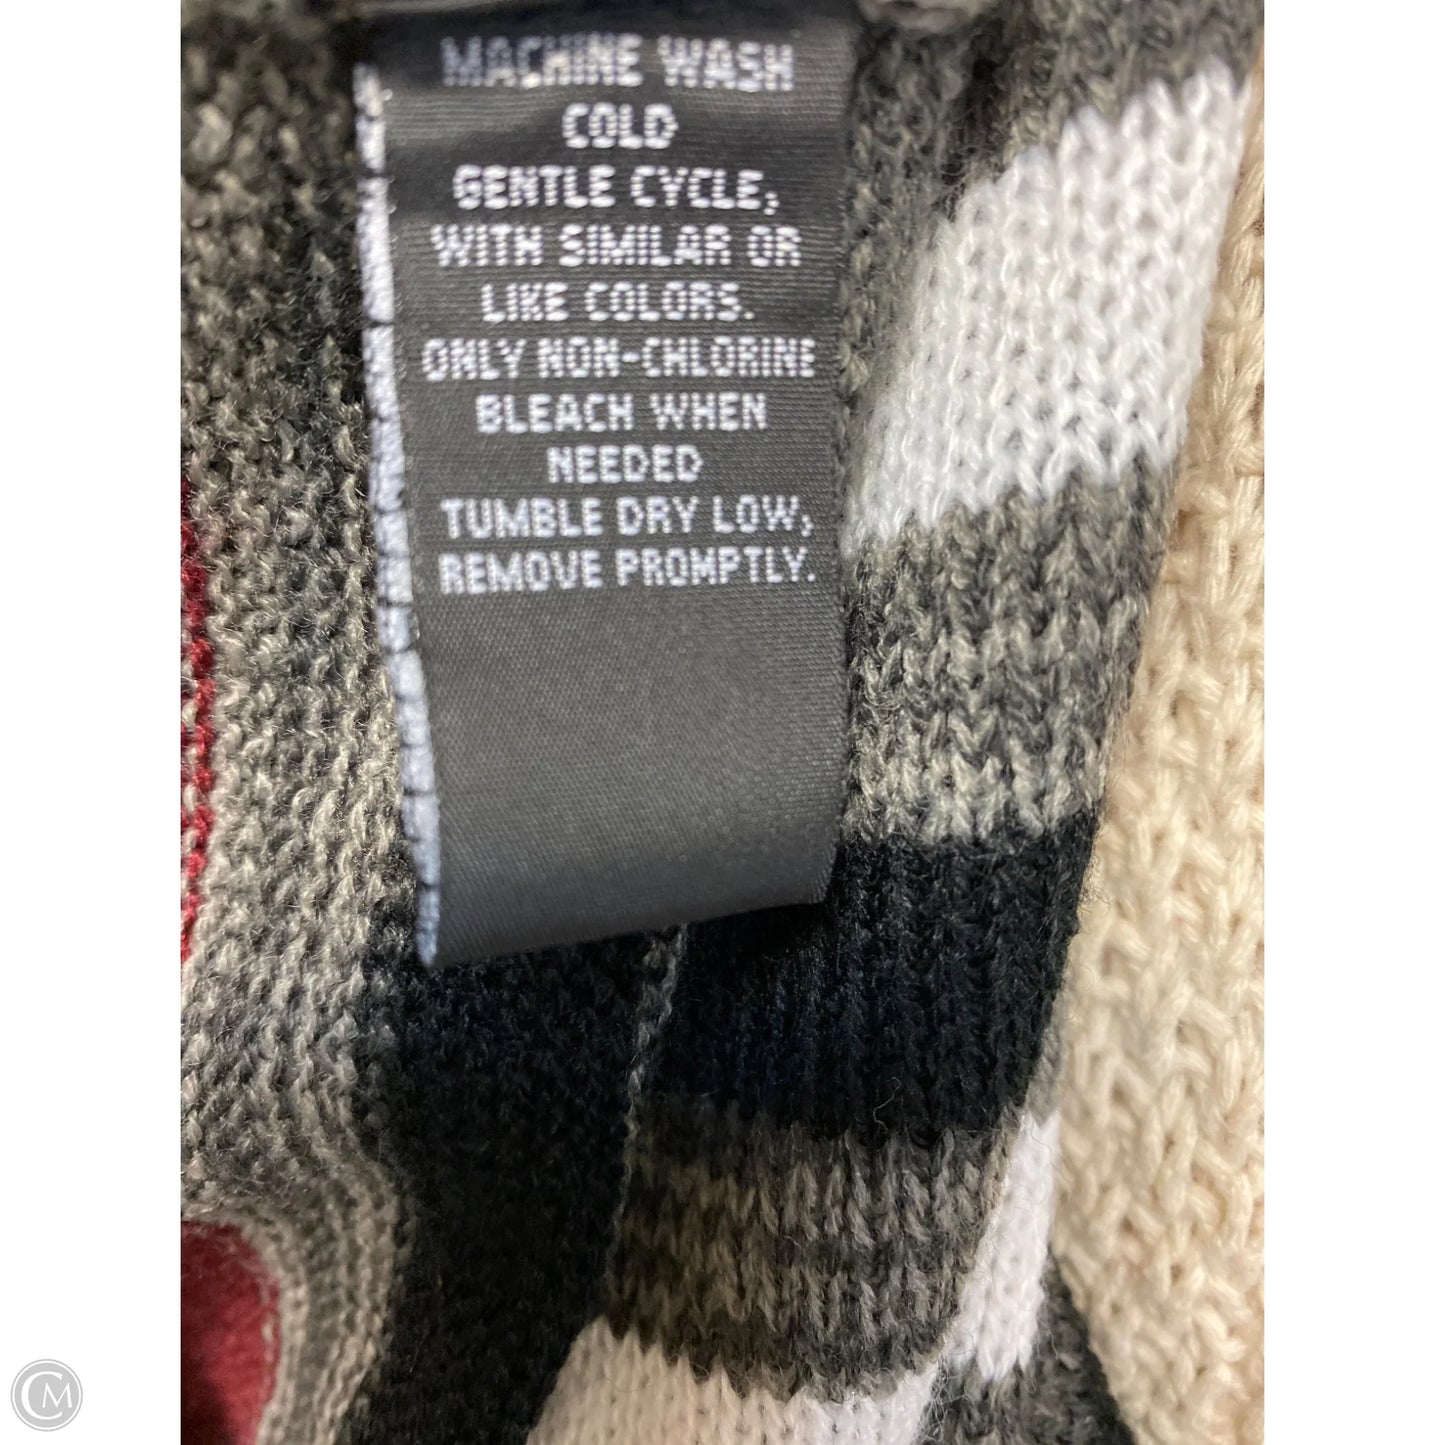 MACHINE WASH
COLD
GENTLE CYCLE,
WITH SIMILAR OR
LIKE COLORS.
ONLY NON-CHLORINE
BLEACH WHEN
NEEDED
TUMBLE DRY LOW,
REMOVE PROMPTLY.
CM